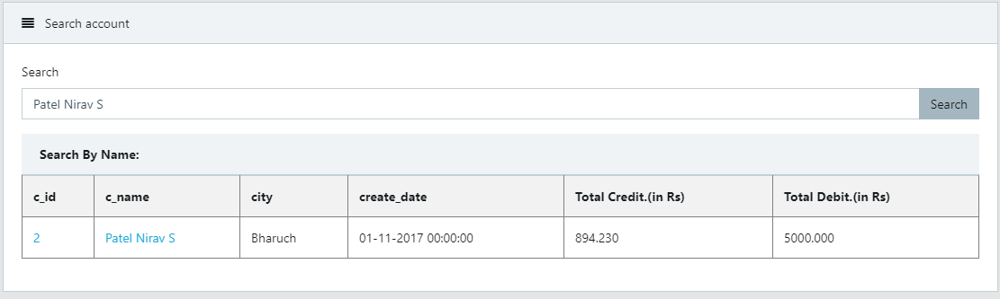 Search account
Search
Patel Nirav S Search
Search By Name:
c_id c_name city create_date Total Credit.(in Rs) Total Debit.(in Rs)
2 Patel Nirav S Bharuch 01-11-2017 00:00:00 894.230 5000.000